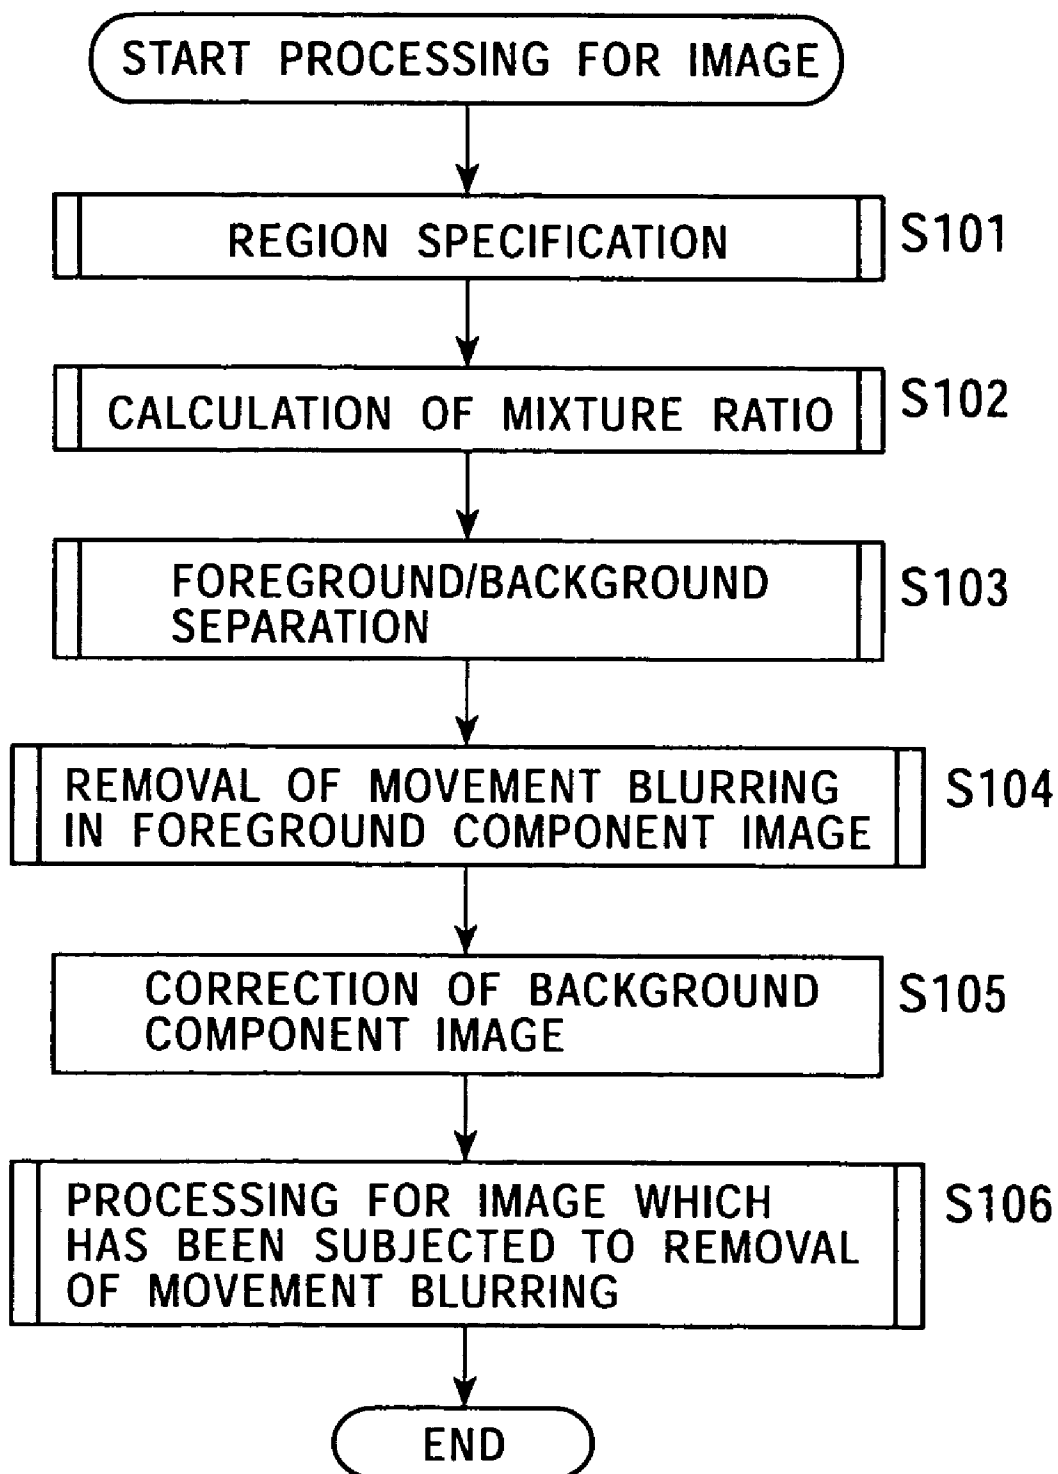 START PROCESSING FOR IMAGE
REGION SPECIFICATION
S101
CALCULATION OF MIXTURE RATIO
S102
FOREGROUND/BACKGROUND
SEPARATION
S103
REMOVAL OF MOVEMENT BLURRING
IN FOREGROUND COMPONENT IMAGE
S104
CORRECTION OF BACKGROUND
COMPONENT IMAGE
S105
PROCESSING FOR IMAGE WHICH
HAS BEEN SUBJECTED TO REMOVAL
OF MOVEMENT BLURRING
S106
END